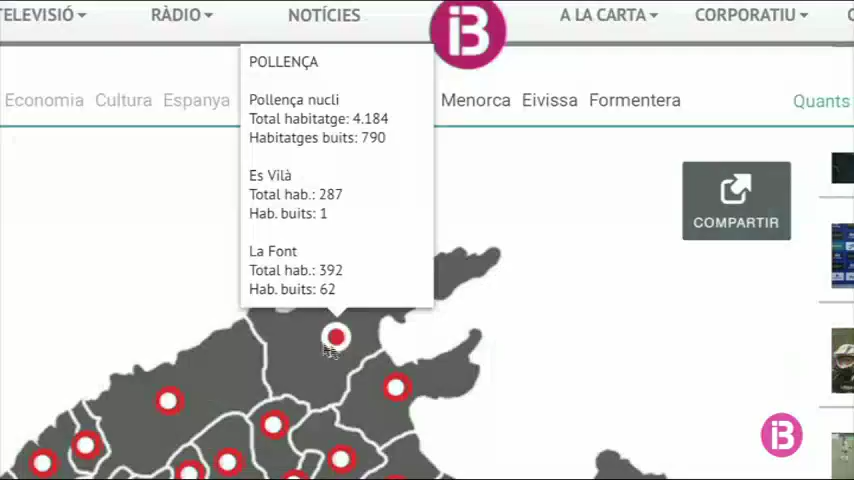 TELEVISIÓ RÀDIO NOTÍCIES IB A LA CARTA CORPORATIU
Economia Cultura Espanya Menorca Eivissa Formentera Quants
POLLENÇA
Pollença nucli
Total habitatge: 4.184
Habitatges buits: 790
Es Vilà
Total hab.: 287
Hab. buits: 1
La Font
Total hab.: 392
Hab. buits: 62
COMPARTIR
IB